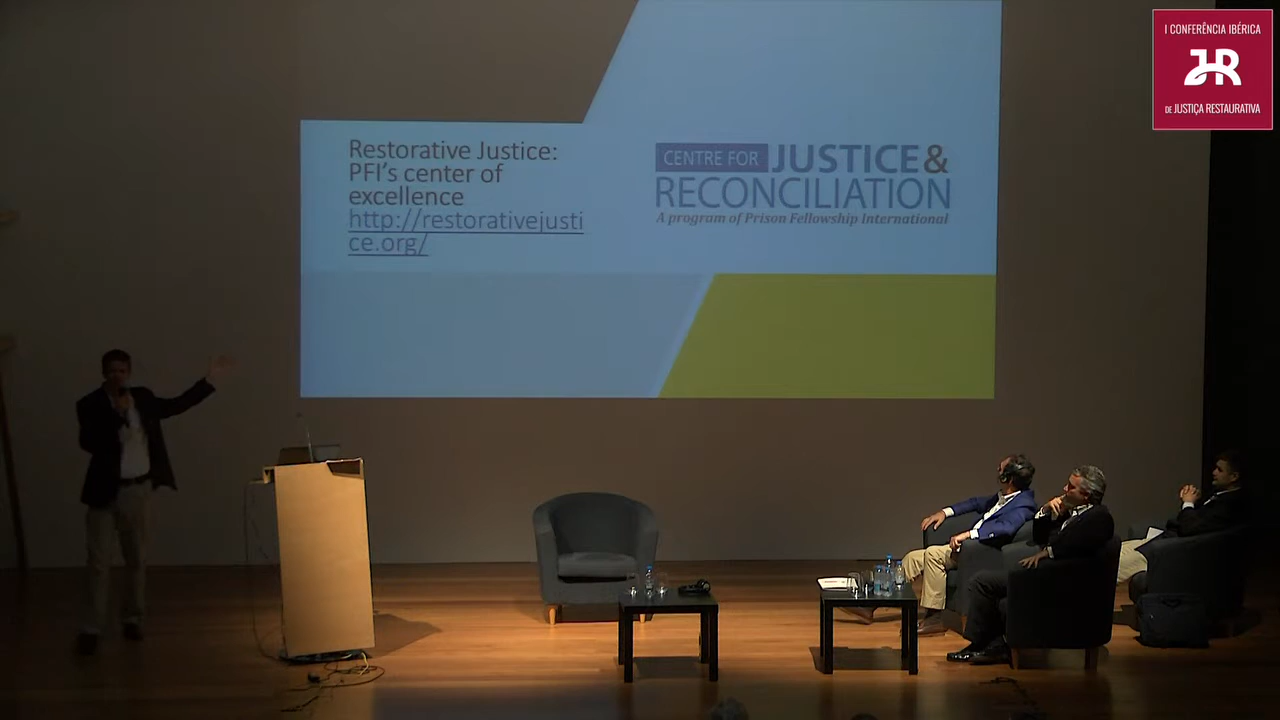 Restorative Justice:
PFI's center of
excellence
http://restorativejusti
ce.org/
CENTRE FOR JUSTICE &
RECONCILIATION
A program of Prison Fellowship International
I CONFERÊNCIA IBÉRICA
JR
DE JUSTIÇA RESTAURATIVA